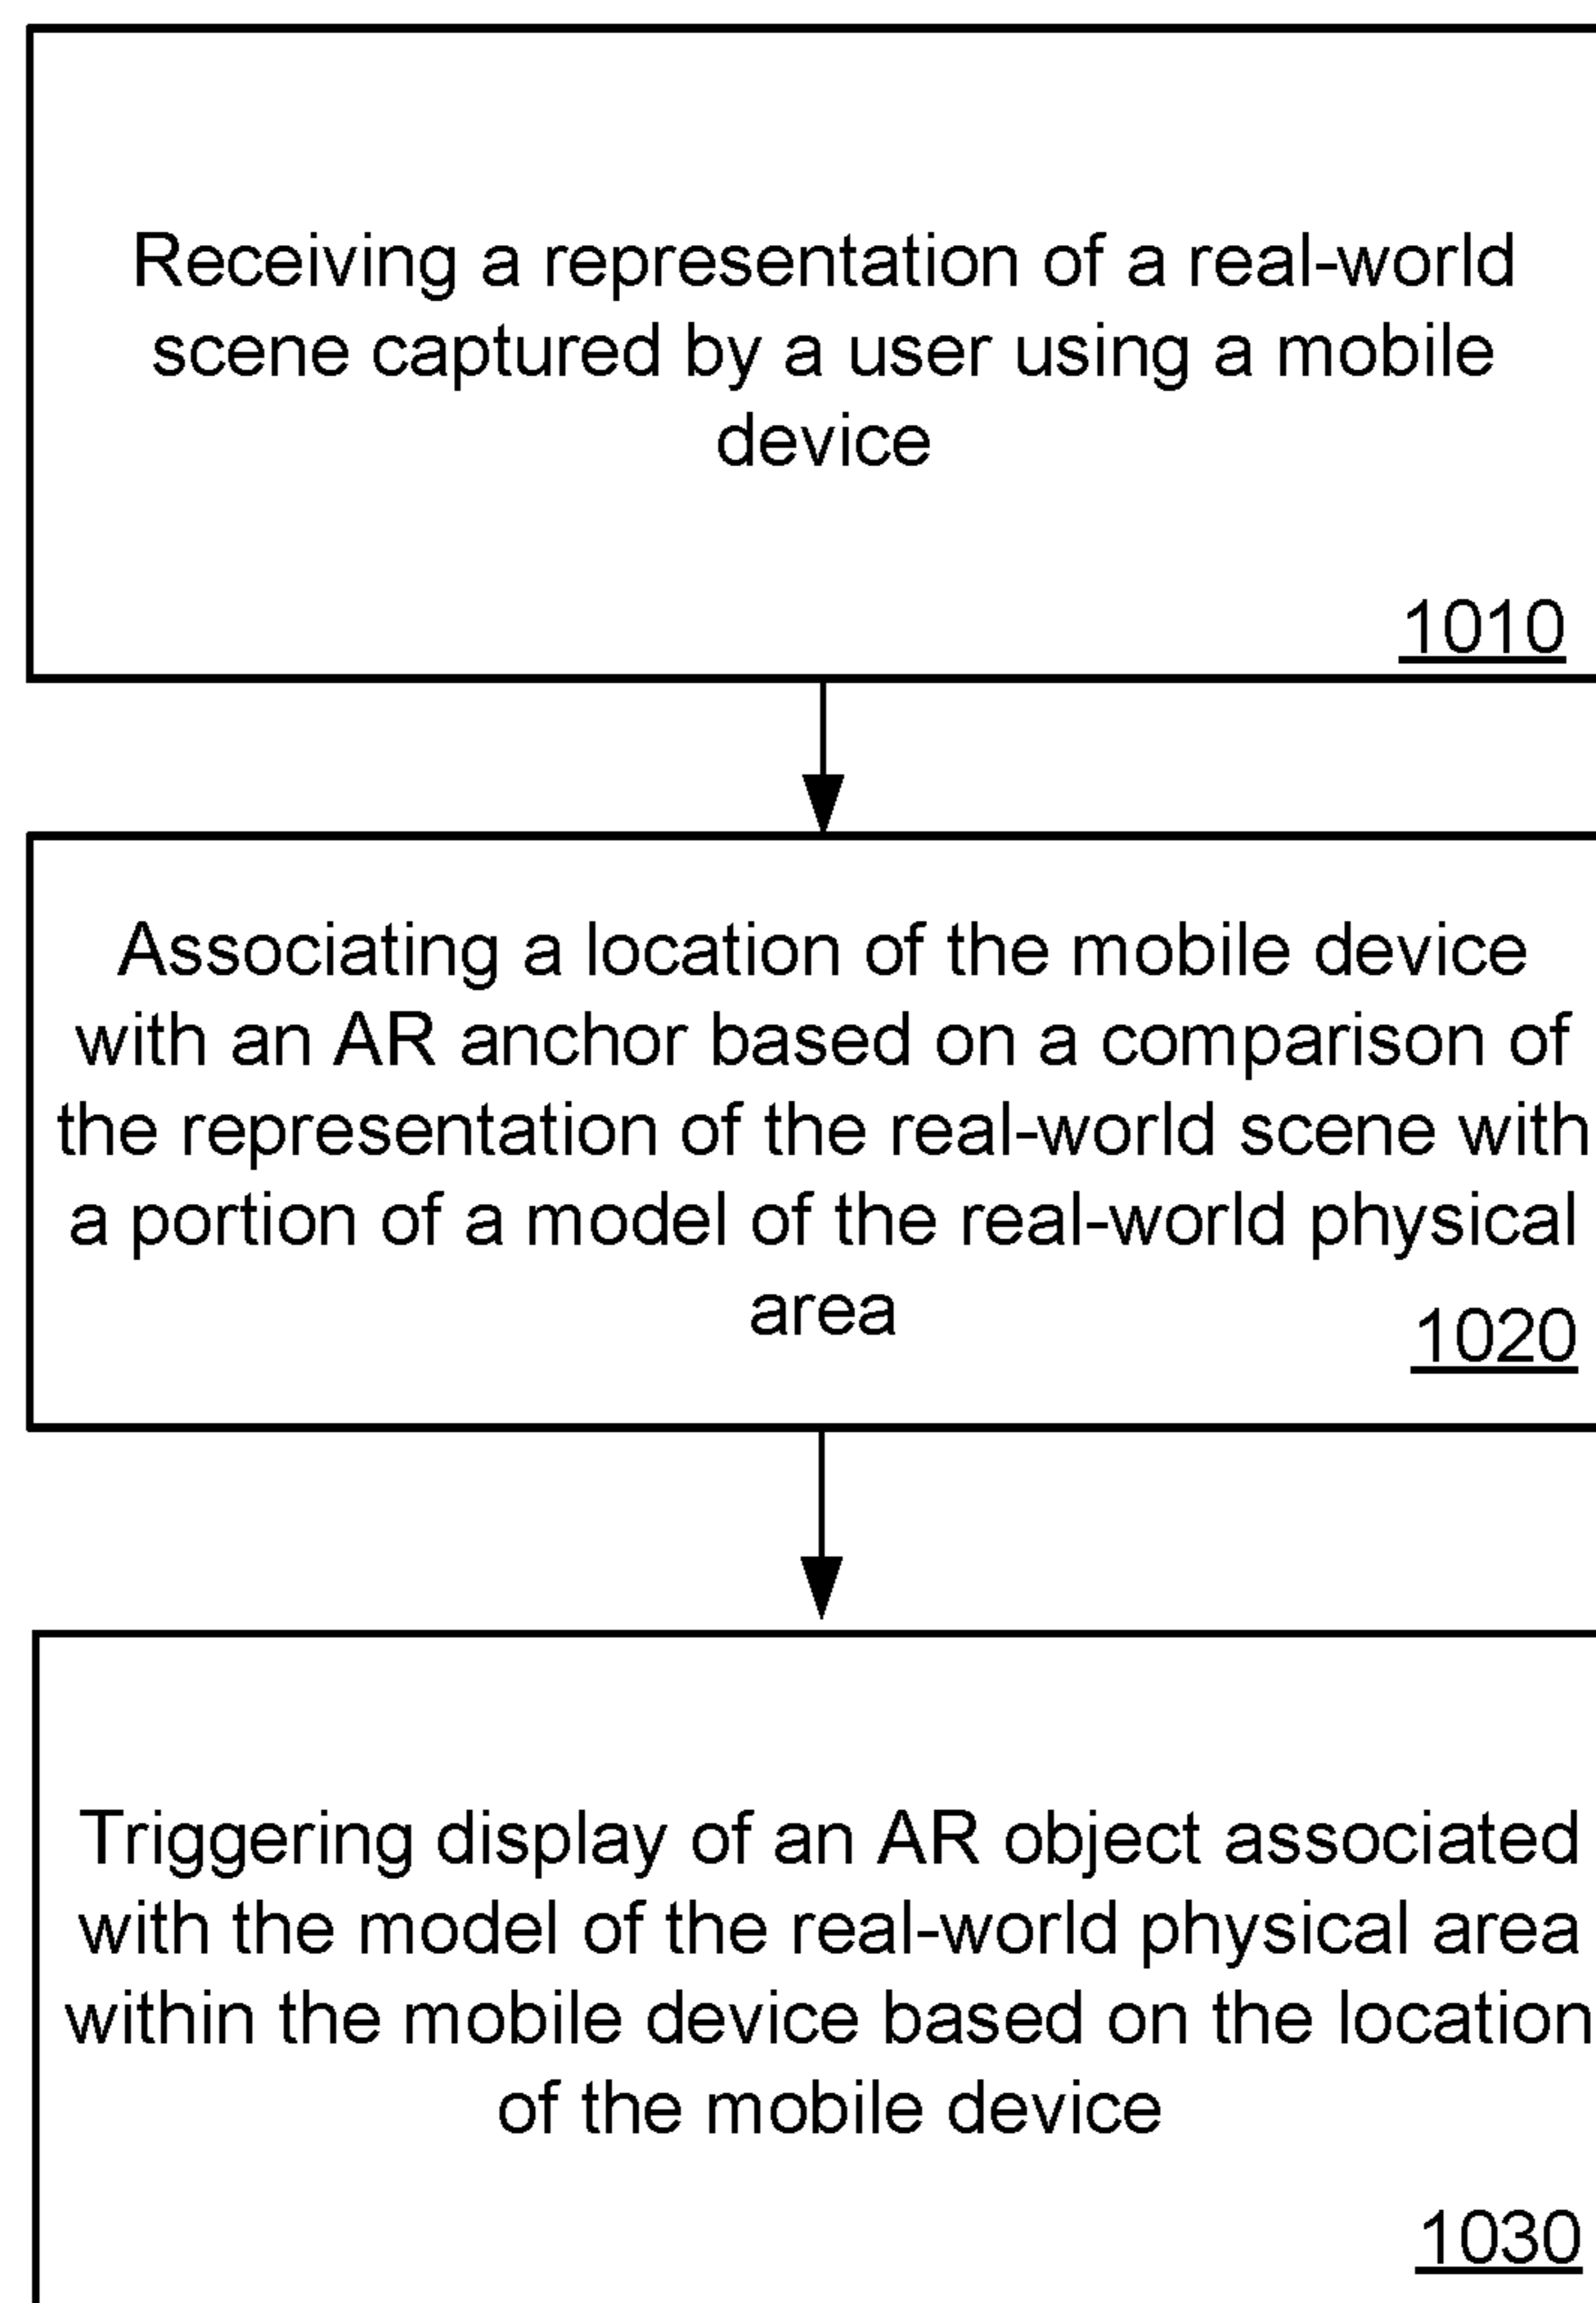 Receiving a representation of a real-world
scene captured by a user using a mobile
device
1010
Associating a location of the mobile device
with an AR anchor based on a comparison of
the representation of the real-world scene with
a portion of a model of the real-world physical
area
1020
Triggering display of an AR object associated
with the model of the real-world physical area
within the mobile device based on the location
of the mobile device
1030